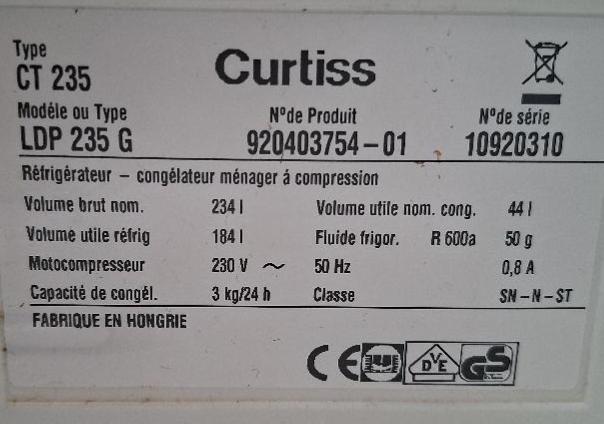 Type
CT 235
Curtiss
Modéle ou Type
LDP 235 G
N°de Produit
920403754-01
N°de série
10920310
Réfrigérateur – congélateur ménager á compression
Volume brut nom. 234 l Volume utile nom. cong. 44 l
Volume utile réfrig 184 l Fluide frigor. R 600a 50 g
Motocompresseur 230 V ~ 50 Hz 0,8 A
Capacité de congél. 3 kg/24 h Classe SN-N-ST
FABRIQUE EN HONGRIE
CE DVE GS